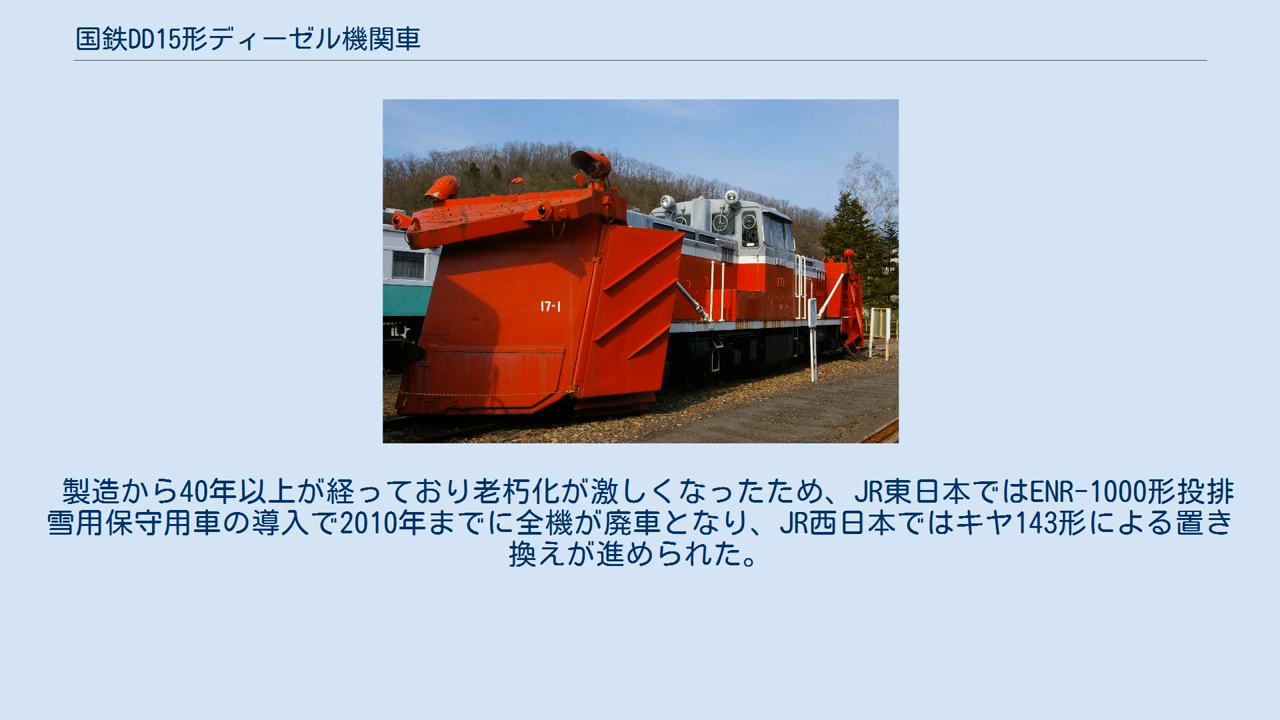 国鉄DD15形ディーゼル機関車
17-1
製造から40年以上が経っており老朽化が激しくなったため、JR東日本ではENR-1000形投排
雪用保守用車の導入で2010年までに全機が廃車となり、JR西日本ではキヤ143形による置き
換えが進められた。